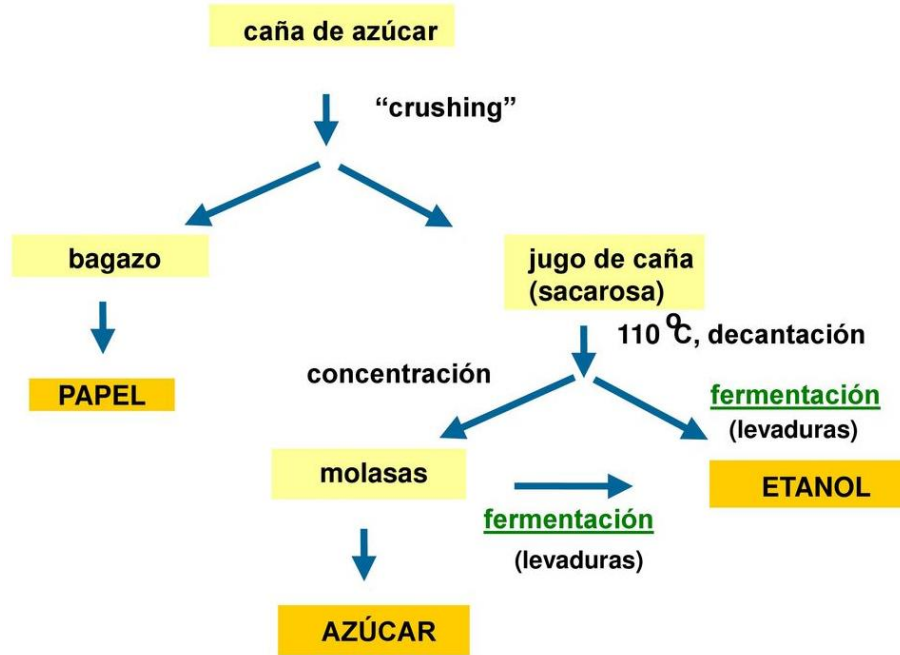 caña de azúcar
“crushing”
bagazo
jugo de caña
(sacarosa)
110 ºC, decantación
PAPEL
concentración
fermentación
(levaduras)
molasas
ETANOL
fermentación
(levaduras)
AZÚCAR